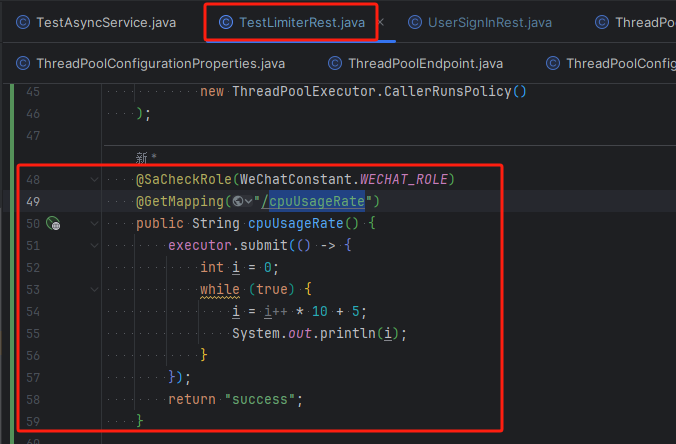 TestAsyncService.java
TestLimiterRest.java
UserSignInRest.java
ThreadPo
ThreadPoolConfigurationProperties.java
ThreadPoolEndpoint.java
ThreadPoolConfig
45 new ThreadPoolExecutor.CallerRunsPolicy()
46 );
47
新 *
48 @SaCheckRole(WeChatConstant.WECHAT_ROLE)
49 @GetMapping("/cpuUsageRate")
50 public String cpuUsageRate() {
51 executor.submit(() -> {
52 int i = 0;
53 while (true) {
54 i = i++ * 10 + 5;
55 System.out.println(i);
56 }
57 });
58 return "success";
59 }
60